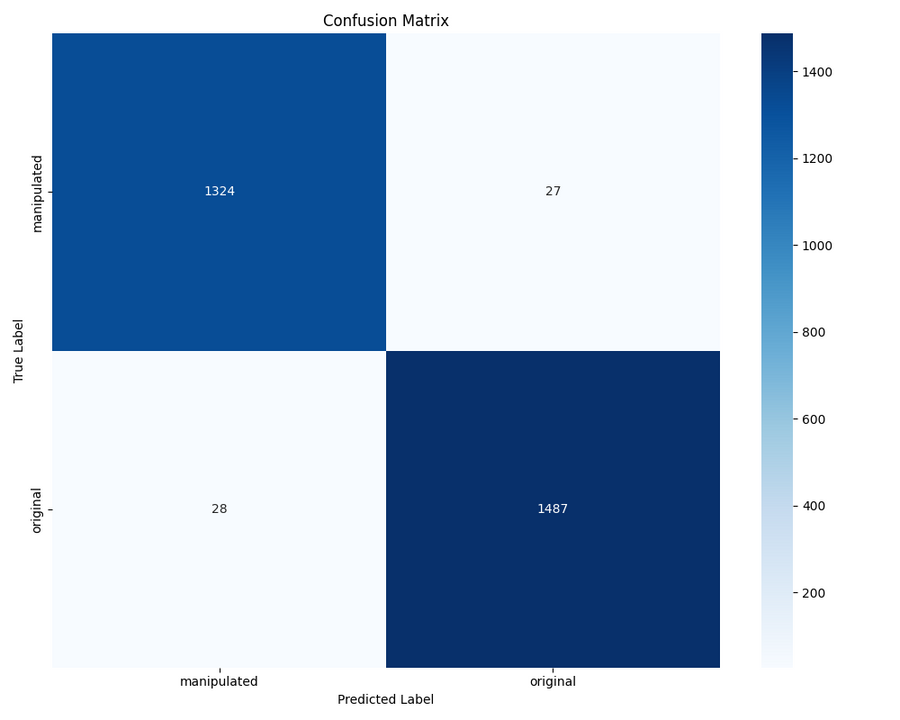 Confusion Matrix
manipulated
original
True Label
1324
27
28
1487
manipulated
original
Predicted Label
1400
1200
1000
800
600
400
200